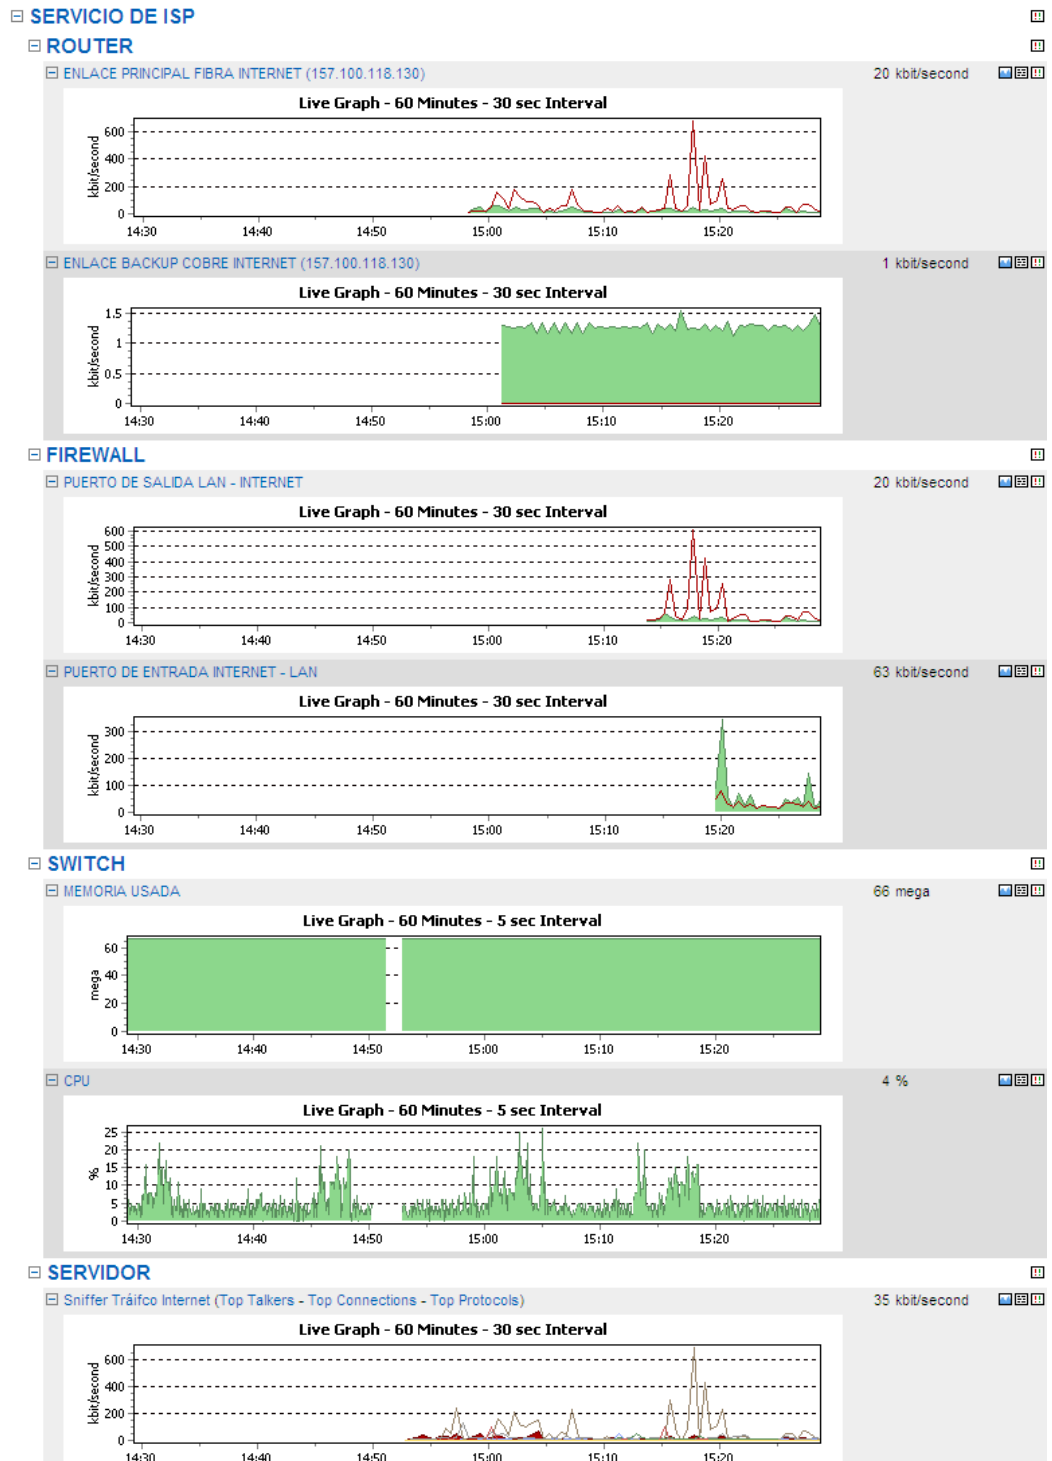 SERVICIO DE ISP
ROUTER
ENLACE PRINCIPAL FIBRA INTERNET (157.100.118.130) 20 kbit/second
Live Graph - 60 Minutes - 30 sec Interval
kbit/second
600
400
200
0
14:30 14:40 14:50 15:00 15:10 15:20
ENLACE BACKUP COBRE INTERNET (157.100.118.130) 1 kbit/second
Live Graph - 60 Minutes - 30 sec Interval
kbit/second
1.5
1
0.5
0
14:30 14:40 14:50 15:00 15:10 15:20
FIREWALL
PUERTO DE SALIDA LAN - INTERNET 20 kbit/second
Live Graph - 60 Minutes - 30 sec Interval
kbit/second
600
500
400
300
200
100
0
14:30 14:40 14:50 15:00 15:10 15:20
PUERTO DE ENTRADA INTERNET - LAN 63 kbit/second
Live Graph - 60 Minutes - 30 sec Interval
kbit/second
300
200
100
0
14:30 14:40 14:50 15:00 15:10 15:20
SWITCH
MEMORIA USADA 66 mega
Live Graph - 60 Minutes - 5 sec Interval
mega
60
40
20
0
14:30 14:40 14:50 15:00 15:10 15:20
CPU 4 %
Live Graph - 60 Minutes - 5 sec Interval
%
25
20
15
10
5
0
14:30 14:40 14:50 15:00 15:10 15:20
SERVIDOR
Sniffer Tráifco Internet (Top Talkers - Top Connections - Top Protocols) 35 kbit/second
Live Graph - 60 Minutes - 30 sec Interval
kbit/second
600
400
200
0
14:30 14:40 14:50 15:00 15:10 15:20